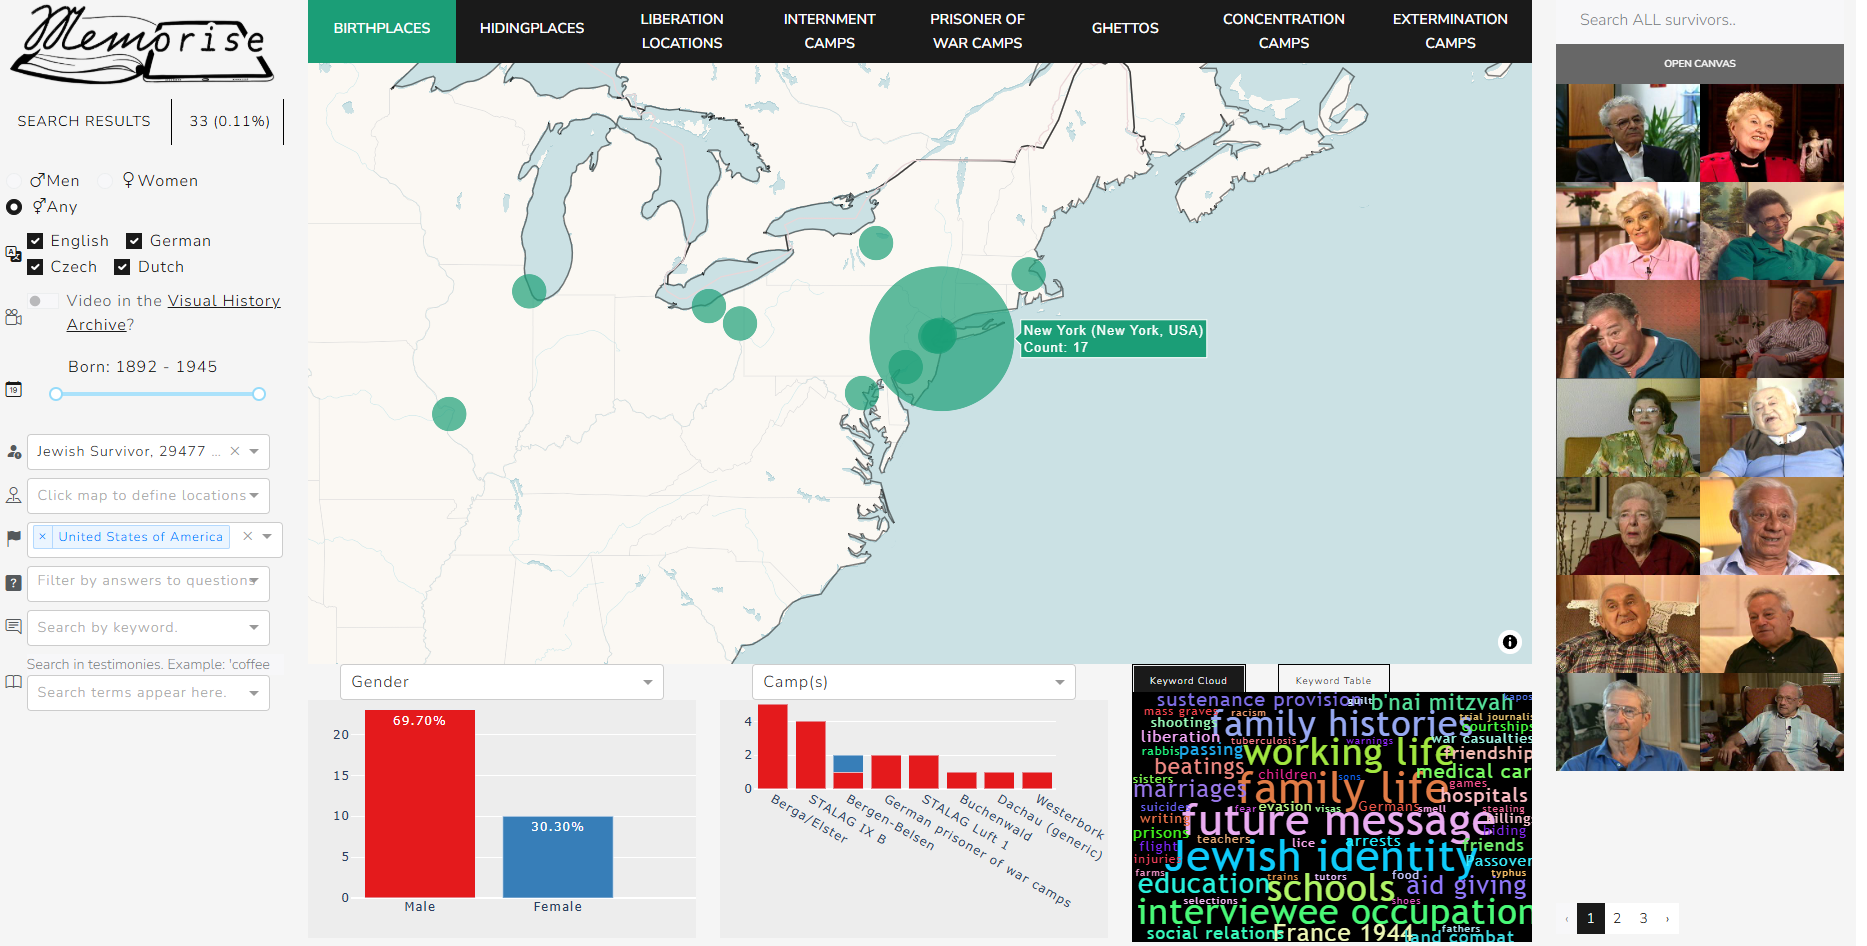 Memorise
SEARCH RESULTS
33 (0.11%)
Men
Women
Any
English
German
Czech
Dutch
Video in the Visual History
Archive?
Born: 1892 - 1945
19
Jewish Survivor, 29477 ...
Click map to define locations
United States of America
Filter by answers to questions
Search by keyword.
Search in testimonies. Example: 'coffee
Search terms appear here.
BIRTHPLACES
HIDINGPLACES
LIBERATION
LOCATIONS
INTERNMENT
CAMPS
PRISONER OF
WAR CAMPS
GHETTOS
CONCENTRATION
CAMPS
EXTERMINATION
CAMPS
New York (New York, USA)
Count: 17
Gender
20
15
10
5
0
69.70%
30.30%
Male
Female
Camp(s)
4
2
0
Berga/Elster
STALAG IX B
Bergen-Belsen
German prisoner of war camps
STALAG Luft 1
Buchenwald
Dachau (generic)
Westerbork
Keyword Cloud
Keyword Table
sustenance provision
guilt
b'nai mitzvah
kapos
mass graves
racism
trial journalis
shootings
family histories
courtships
liberation
tuberculosis
warnings
war casualties
rabbis
passing
working life
friendship
beatings
children
sons
medical car
sisters
marriages
family life
games
hospitals
suicide
fear
evasion
visas
Germans
smell
stealing
writing
future message
killing
prisons
hiding
flight
teachers
lice
arrests
friends
injuries
Jewish identity
Passover
farms
trains
tutors
food
typhus
education
schools
aid giving
selections
shoes
interviewee occupation
social relations
France 1944
fathers
and combat
Search ALL survivors..
OPEN CANVAS
‹
1
2
3
›